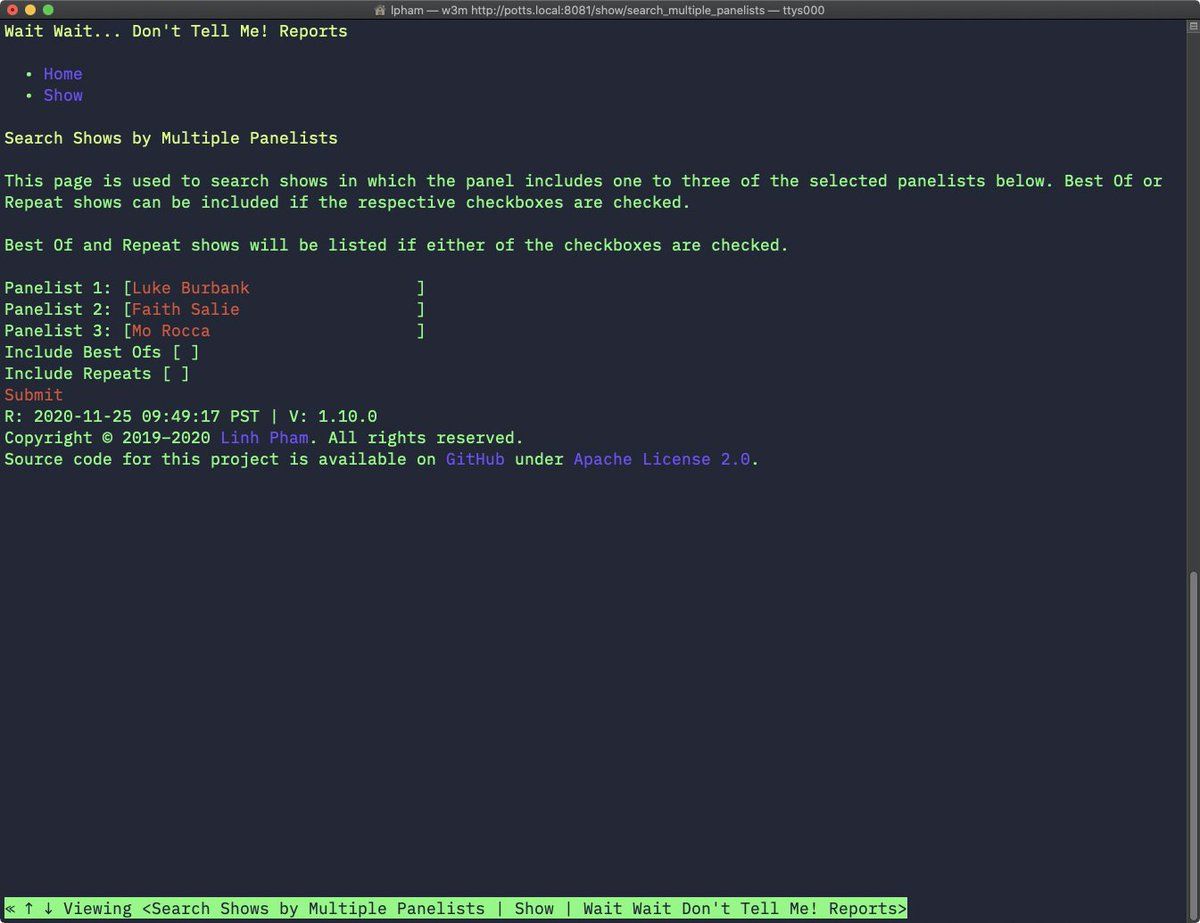 lpham — w3m http://potts.local:8081/show/search_multiple_panelists — ttys000
Wait Wait... Don't Tell Me! Reports
• Home
• Show
Search Shows by Multiple Panelists
This page is used to search shows in which the panel includes one to three of the selected panelists below. Best Of or
Repeat shows can be included if the respective checkboxes are checked.
Best Of and Repeat shows will be listed if either of the checkboxes are checked.
Panelist 1: [Luke Burbank                 ]
Panelist 2: [Faith Salie                  ]
Panelist 3: [Mo Rocca                     ]
Include Best Ofs [ ]
Include Repeats [ ]
Submit
R: 2020-11-25 09:49:17 PST | V: 1.10.0
Copyright © 2019–2020 Linh Pham. All rights reserved.
Source code for this project is available on GitHub under Apache License 2.0.
« ↑ ↓ Viewing <Search Shows by Multiple Panelists | Show | Wait Wait Don't Tell Me! Reports>